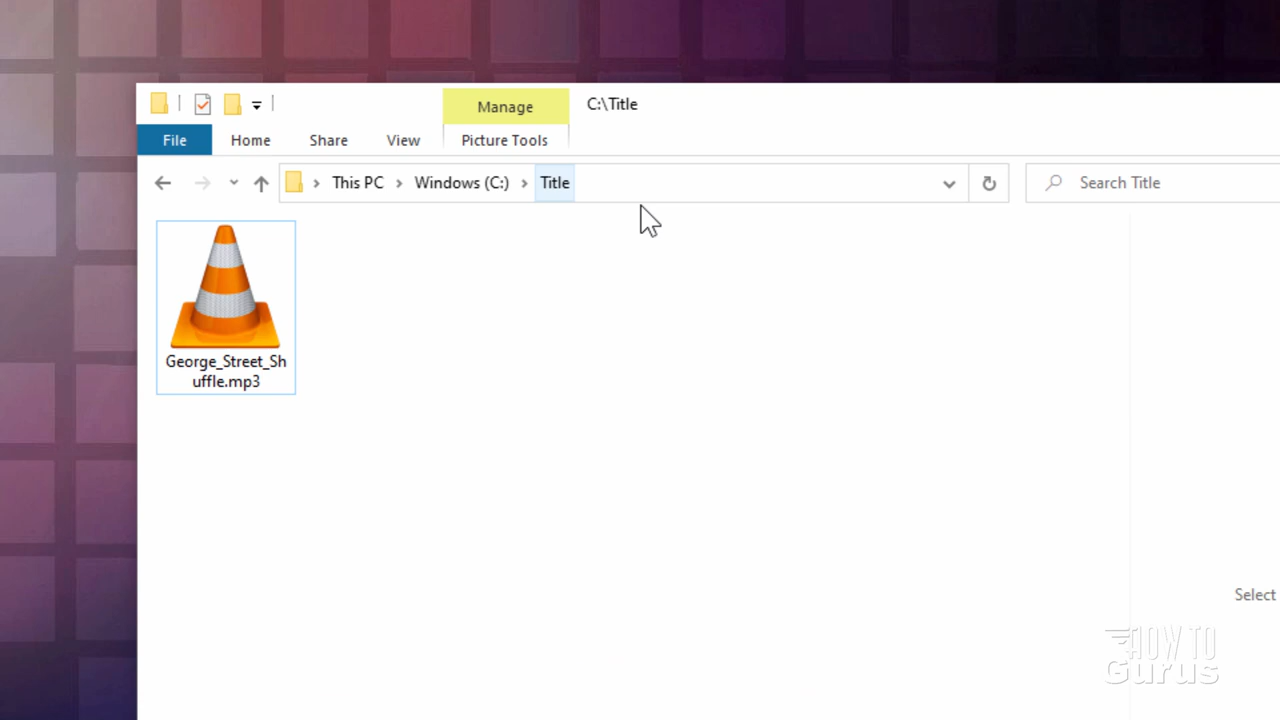 Manage
C:\Title
File
Home
Share
View
Picture Tools
This PC
Windows (C:)
Title
Search Title
George_Street_Sh
uffle.mp3
Select
HOW TO
Gurus